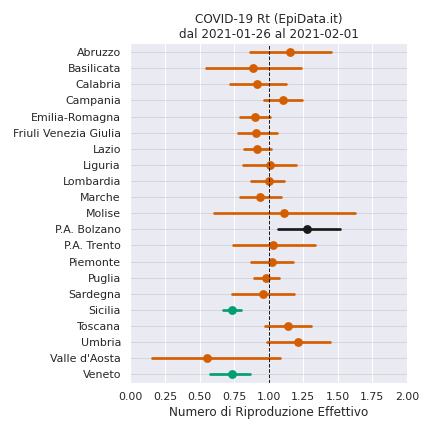 COVID-19 Rt (EpiData.it)
dal 2021-01-26 al 2021-02-01
Abruzzo
Basilicata
Calabria
Campania
Emilia-Romagna
Friuli Venezia Giulia
Lazio
Liguria
Lombardia
Marche
Molise
P.A. Bolzano
P.A. Trento
Piemonte
Puglia
Sardegna
Sicilia
Toscana
Umbria
Valle d'Aosta
Veneto
0.00 0.25 0.50 0.75 1.00 1.25 1.50 1.75 2.00
Numero di Riproduzione Effettivo